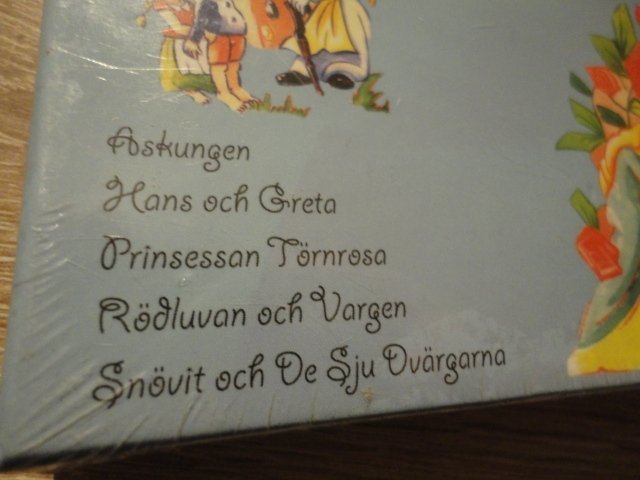 Askungen
Hans och Greta
Prinsessan Törnrosa
Rödluvan och Vargen
Snövit och De Sju Dvärgarna